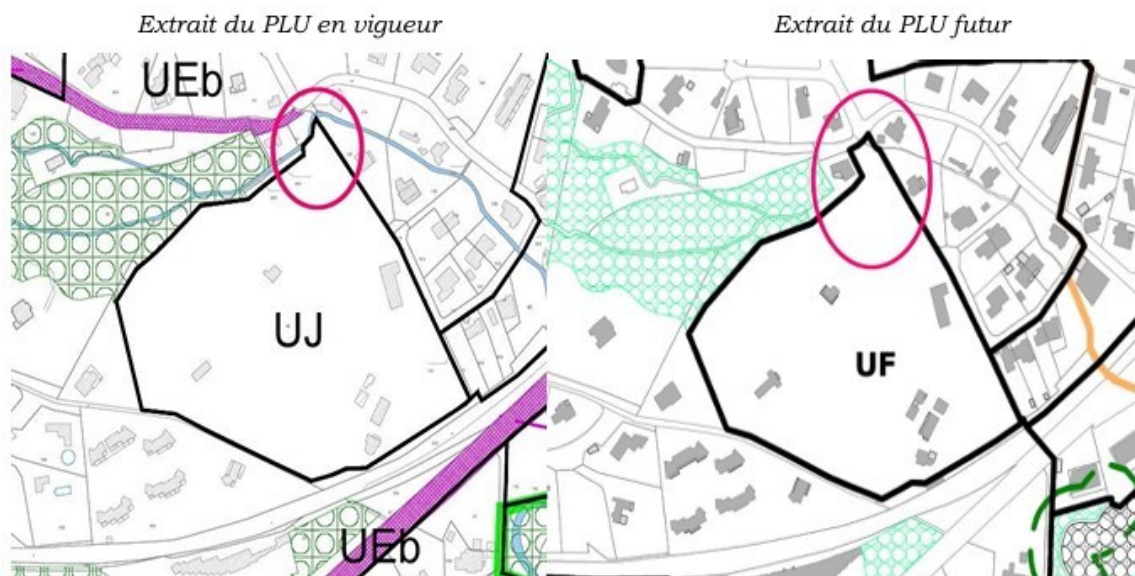 Extrait du PLU en vigueur
Extrait du PLU futur
UEb
UJ
UF
UEb